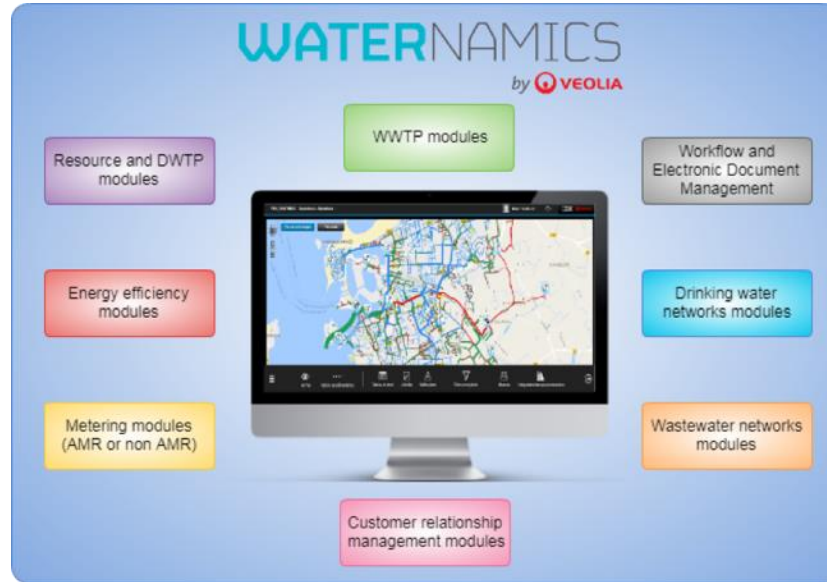 WATERNAMICS
by VEOLIA
WWTP modules
Resource and DWTP
modules
Workflow and
Electronic Document
Management
Energy efficiency
modules
Drinking water
networks modules
Metering modules
(AMR or non AMR)
Wastewater networks
modules
Customer relationship
management modules